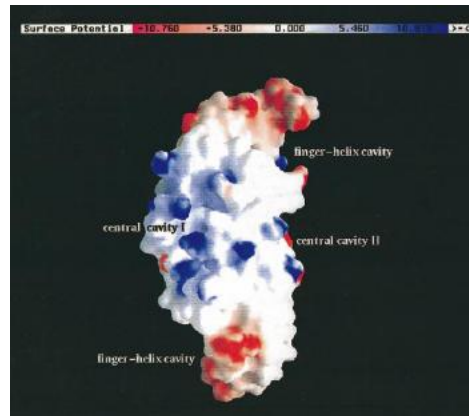 Surface Potential -10.760 -5.380 0.000 5.460
finger-helix cavity
central cavity I
central cavity II
finger-helix cavity